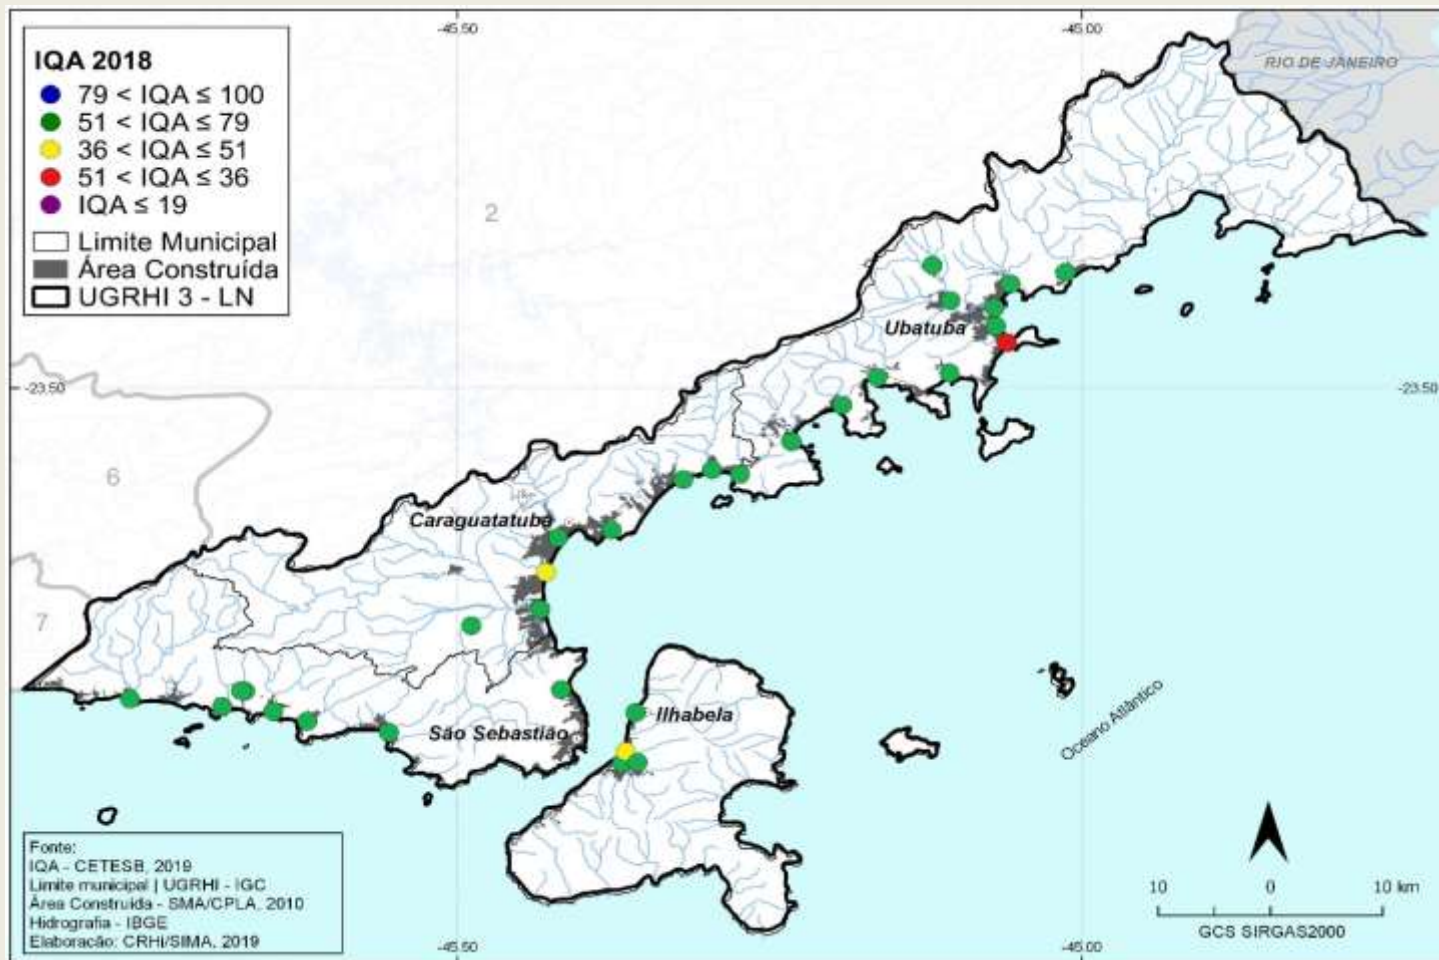 -45.50
-45.00
IQA 2018
79 < IQA ≤ 100
51 < IQA ≤ 79
36 < IQA ≤ 51
51 < IQA ≤ 36
IQA ≤ 19
Limite Municipal
Área Construída
UGRHI 3 - LN
RIO DE JANEIRO
2
Ubatuba
-23.50
-23.50
6
Caraguatatuba
7
Ilhabela
São Sebastião
Oceano Atlântico
Fonte:
IQA - CETESB, 2019
Limite municipal | UGRHI - IGC
Área Construída - SMA/CPLA, 2010
Hidrografia - IBGE
Elaboracão: CRHi/SIMA, 2019
10 0 10 km
GCS SIRGAS2000
-45.50
-45.00